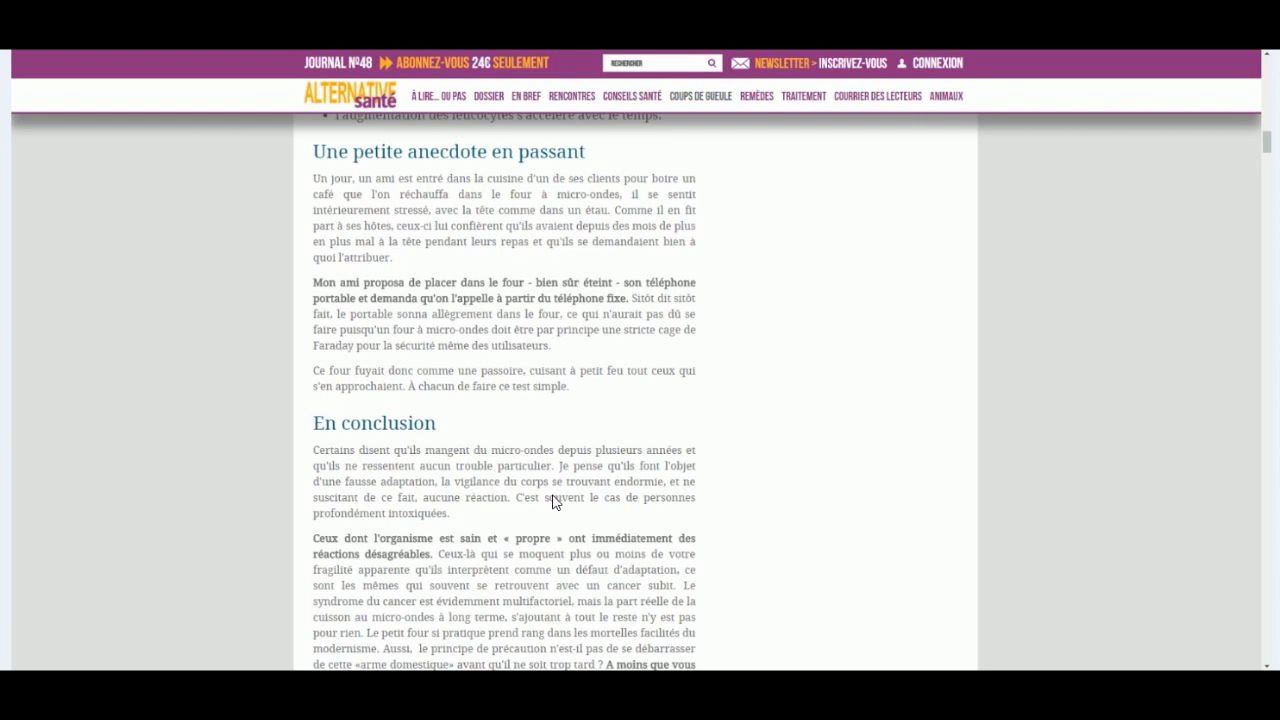 JOURNAL Nº48 ABONNEZ-VOUS 24€ SEULEMENT
RECHERCHER
NEWSLETTER > INSCRIVEZ-VOUS
CONNEXION
ALTERNATIVE santé
À LIRE... OU PAS DOSSIER EN BREF RENCONTRES CONSEILS SANTÉ COUPS DE GUEULE REMÈDES TRAITEMENT COURRIER DES LECTEURS ANIMAUX
• l'augmentation des leucocytes s'accélère avec le temps.
Une petite anecdote en passant
Un jour, un ami est entré dans la cuisine d'un de ses clients pour boire un
café que l'on réchauffa dans le four à micro-ondes, il se sentit
intérieurement stressé, avec la tête comme dans un étau. Comme il en fit
part à ses hôtes, ceux-ci lui confièrent qu'ils avaient depuis des mois de plus
en plus mal à la tête pendant leurs repas et qu'ils se demandaient bien à
quoi l'attribuer.
Mon ami proposa de placer dans le four - bien sûr éteint - son téléphone
portable et demanda qu'on l'appelle à partir du téléphone fixe. Sitôt dit sitôt
fait, le portable sonna allègrement dans le four, ce qui n'aurait pas dû se
faire puisqu'un four à micro-ondes doit être par principe une stricte cage de
Faraday pour la sécurité même des utilisateurs.
Ce four fuyait donc comme une passoire, cuisant à petit feu tout ceux qui
s'en approchaient. À chacun de faire ce test simple.
En conclusion
Certains disent qu'ils mangent du micro-ondes depuis plusieurs années et
qu'ils ne ressentent aucun trouble particulier. Je pense qu'ils font l'objet
d'une fausse adaptation, la vigilance du corps se trouvant endormie, et ne
suscitant de ce fait, aucune réaction. C'est souvent le cas de personnes
profondément intoxiquées.
Ceux dont l'organisme est sain et « propre » ont immédiatement des
réactions désagréables. Ceux-là qui se moquent plus ou moins de votre
fragilité apparente qu'ils interprètent comme un défaut d'adaptation, ce
sont les mêmes qui souvent se retrouvent avec un cancer subit. Le
syndrome du cancer est évidemment multifactoriel, mais la part réelle de la
cuisson au micro-ondes à long terme, s'ajoutant à tout le reste n'y est pas
pour rien. Le petit four si pratique prend rang dans les mortelles facilités du
modernisme. Aussi, le principe de précaution n'est-il pas de se débarrasser
de cette «arme domestique» avant qu'il ne soit trop tard ? A moins que vous